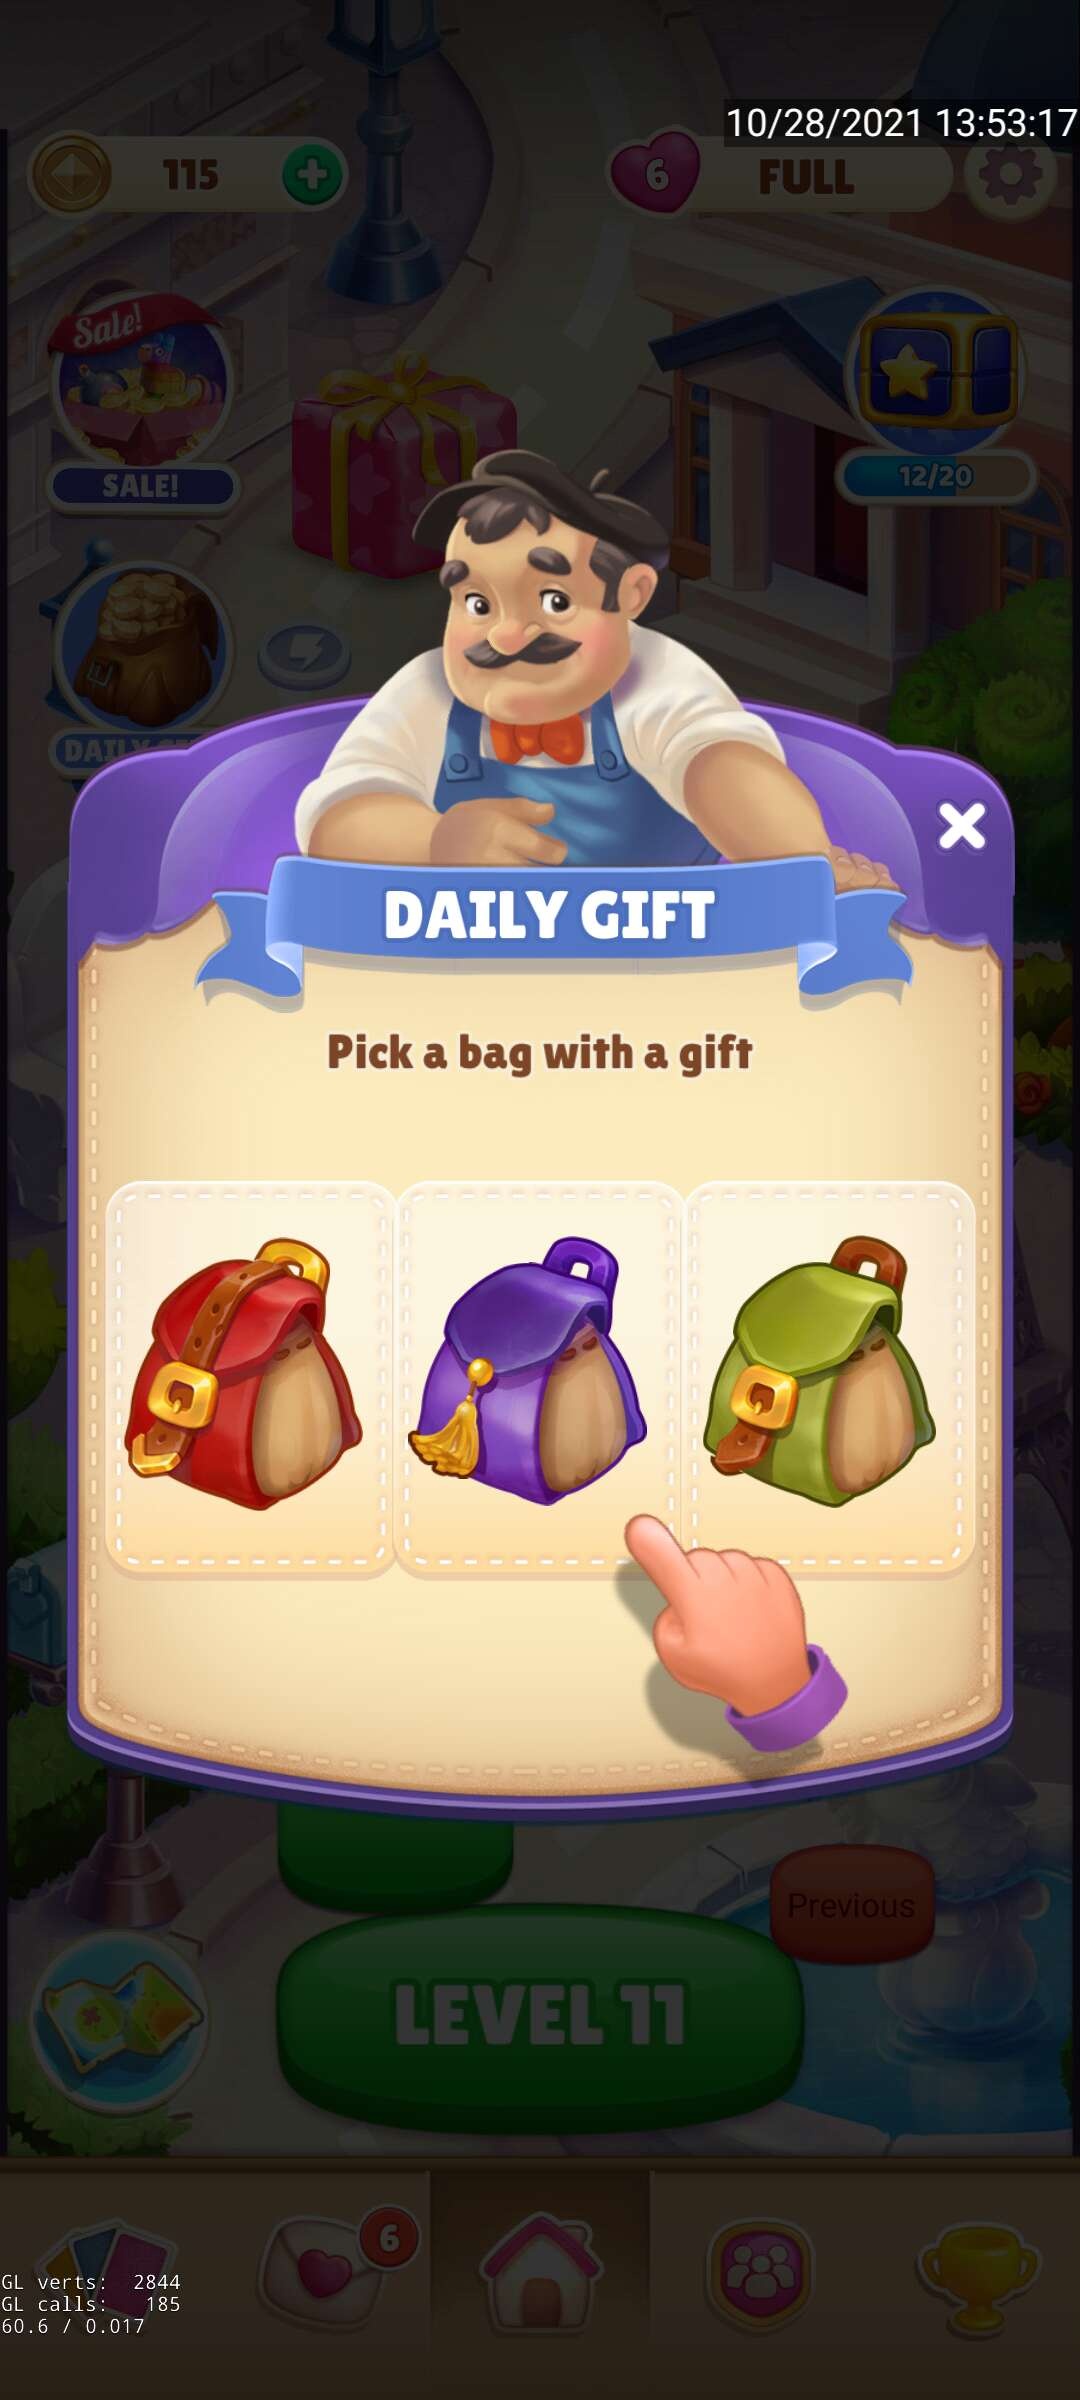 10/28/2021 13:53:17
115
6
FULL
Sale!
SALE!
12/20
E
DAILY
DAILY GIFT
Pick a bag with a gift
Previous
LEVEL 11
6
GL verts: 2844
GL calls: 185
60.6 / 0.017